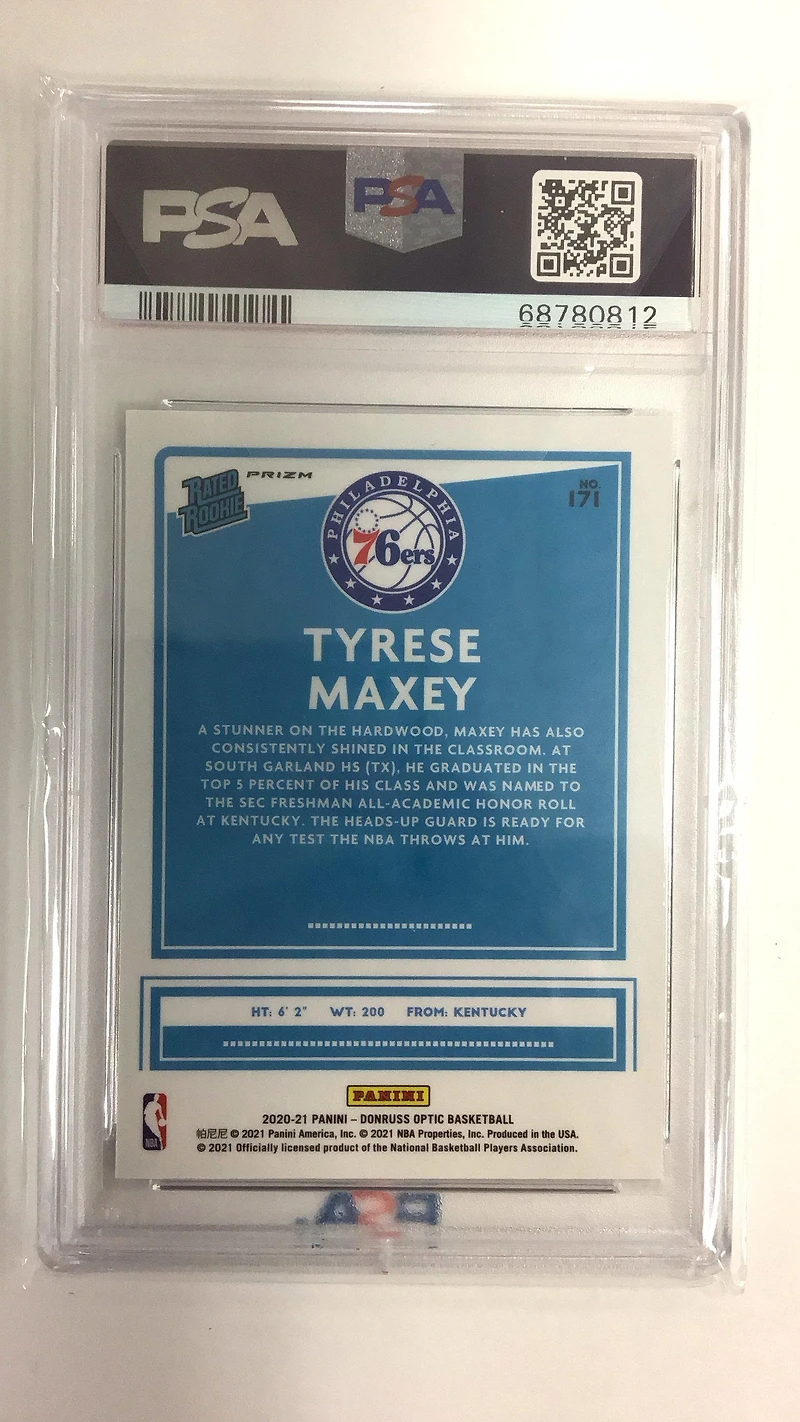 PSA PSA
68780812
RATED ROOKIE PRIZM
NO. 171
PHILADELPHIA
76ers
TYRESE
MAXEY
A STUNNER ON THE HARDWOOD, MAXEY HAS ALSO
CONSISTENTLY SHINED IN THE CLASSROOM. AT
SOUTH GARLAND HS (TX), HE GRADUATED IN THE
TOP 5 PERCENT OF HIS CLASS AND WAS NAMED TO
THE SEC FRESHMAN ALL-ACADEMIC HONOR ROLL
AT KENTUCKY. THE HEADS-UP GUARD IS READY FOR
ANY TEST THE NBA THROWS AT HIM.
HT: 6' 2" WT: 200 FROM: KENTUCKY
PANINI
2020-21 PANINI – DONRUSS OPTIC BASKETBALL
帕尼尼 © 2021 Panini America, Inc. © 2021 NBA Properties, Inc. Produced in the USA.
© 2021 Officially licensed product of the National Basketball Players Association.
NBA
PSA